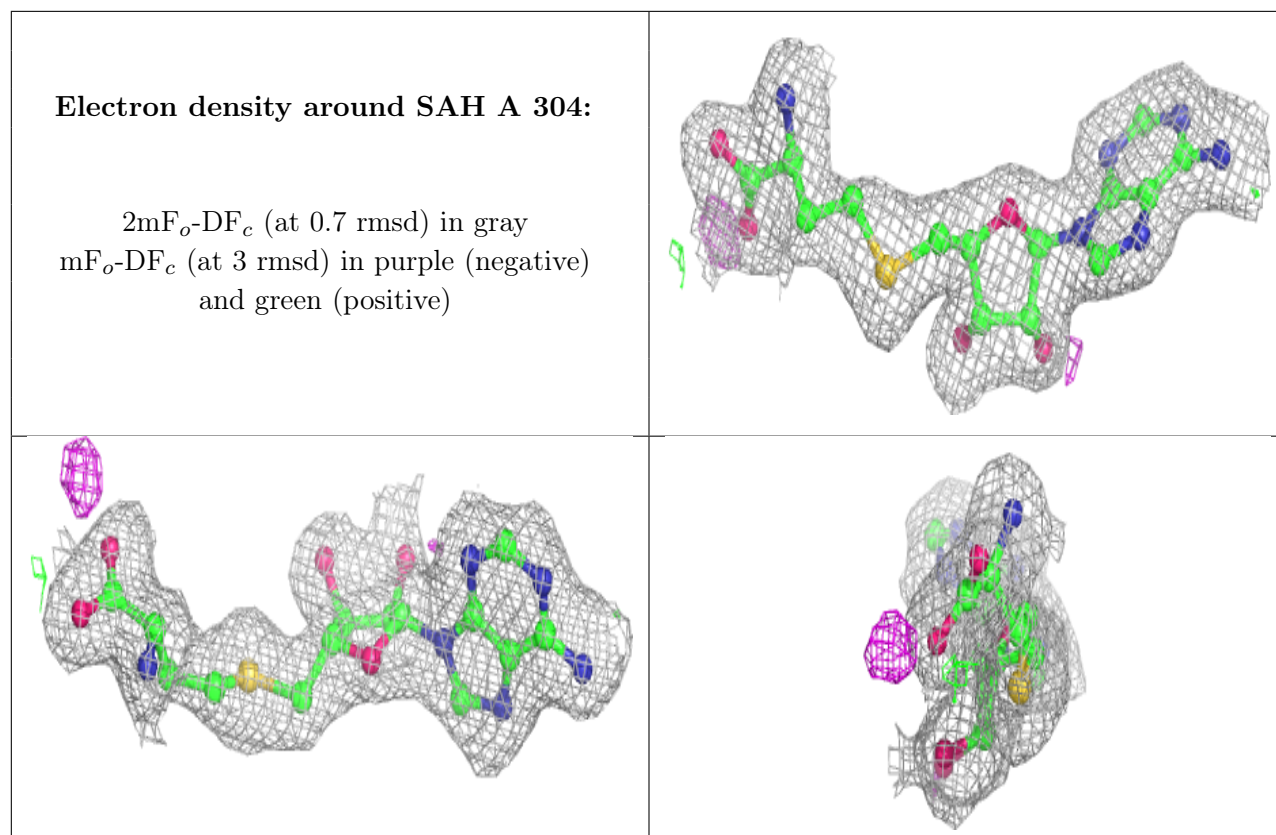 Electron density around SAH A 304:
2mFₒ-DF𝑐 (at 0.7 rmsd) in gray
mFₒ-DF𝑐 (at 3 rmsd) in purple (negative)
and green (positive)